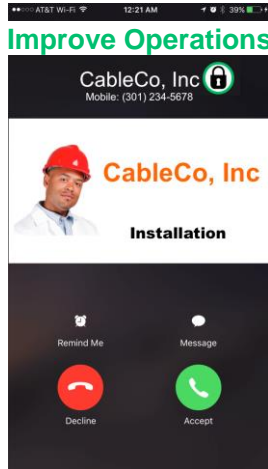 AT&T Wi-Fi 12:21 AM 39%
Improve Operations
CableCo, Inc
Mobile: (301) 234-5678
CableCo, Inc
Installation
Remind Me Message
Decline Accept